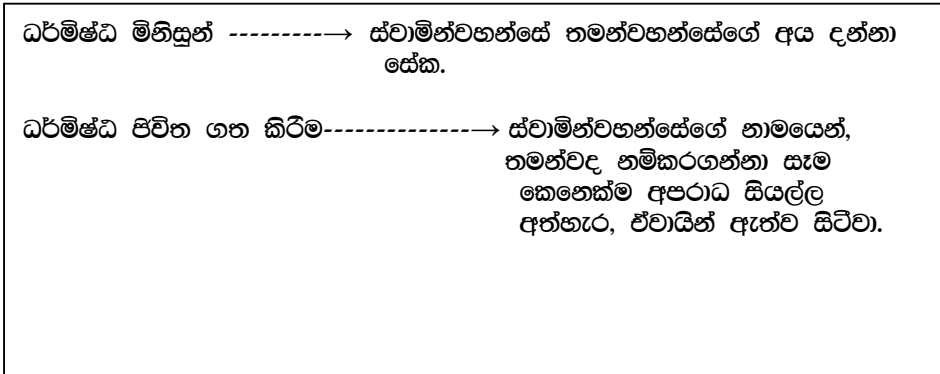 ධර්මිෂ්ඨ මිනිසුන් ---------→ ස්වාමින්වහන්සේ තමන්වහන්සේගේ අය දන්නා
සේක.
ධර්මිෂ්ඨ ජිවිත ගත කිරීම--------------→ ස්වාමින්වහන්සේගේ නාමයෙන්,
තමන්වද නම්කරගන්නා සෑම
කෙනෙක්ම අපරාධ සියල්ල
අත්හැර, ඒවායින් ඈත්ව සිටීවා.